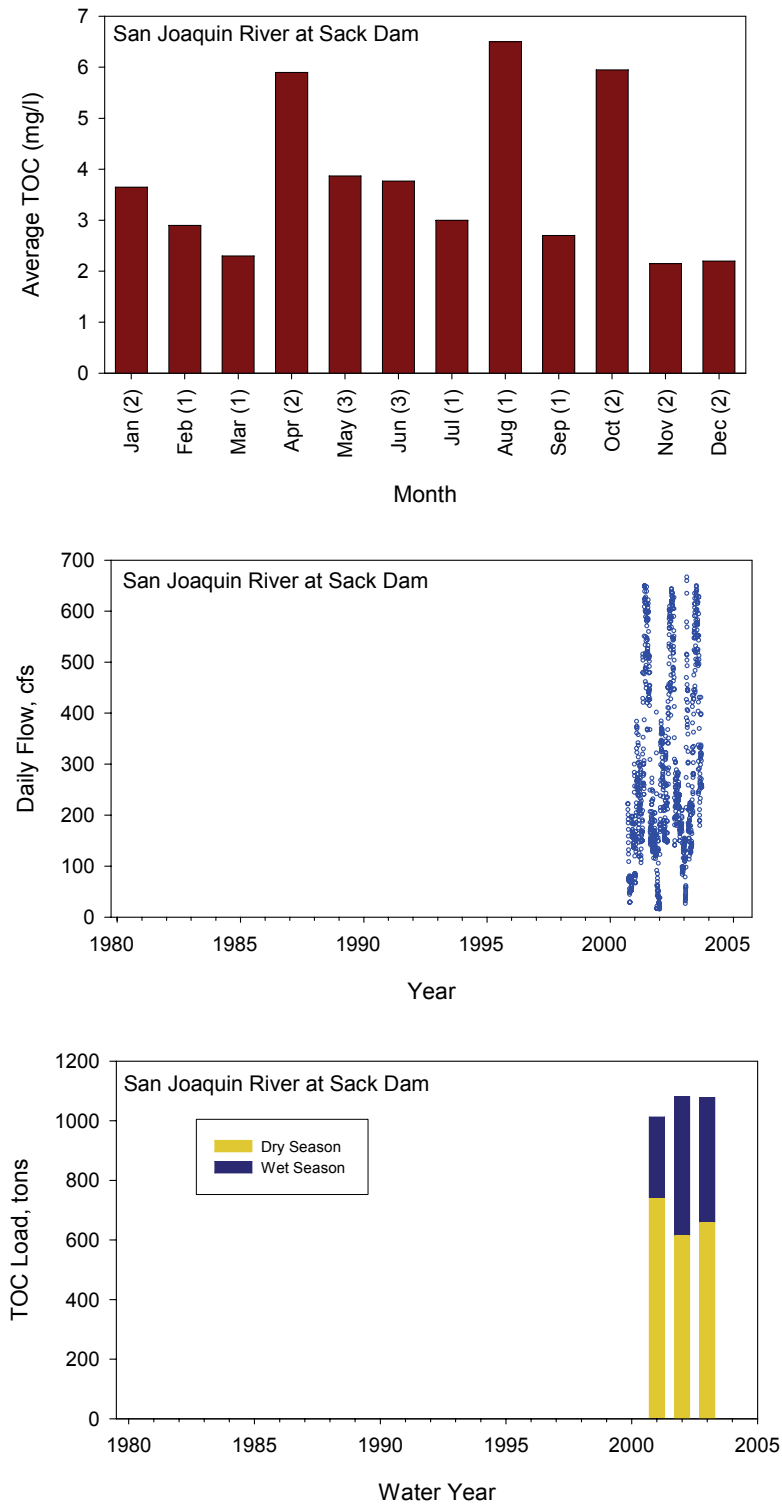 San Joaquin River at Sack Dam
Average TOC (mg/l)
7
6
5
4
3
2
1
0
Jan (2)
Feb (1)
Mar (1)
Apr (2)
May (3)
Jun (3)
Jul (1)
Aug (1)
Sep (1)
Oct (2)
Nov (2)
Dec (2)
Month
San Joaquin River at Sack Dam
Daily Flow, cfs
700
600
500
400
300
200
100
0
1980
1985
1990
1995
2000
2005
Year
San Joaquin River at Sack Dam
Dry Season
Wet Season
TOC Load, tons
1200
1000
800
600
400
200
0
1980
1985
1990
1995
2000
2005
Water Year